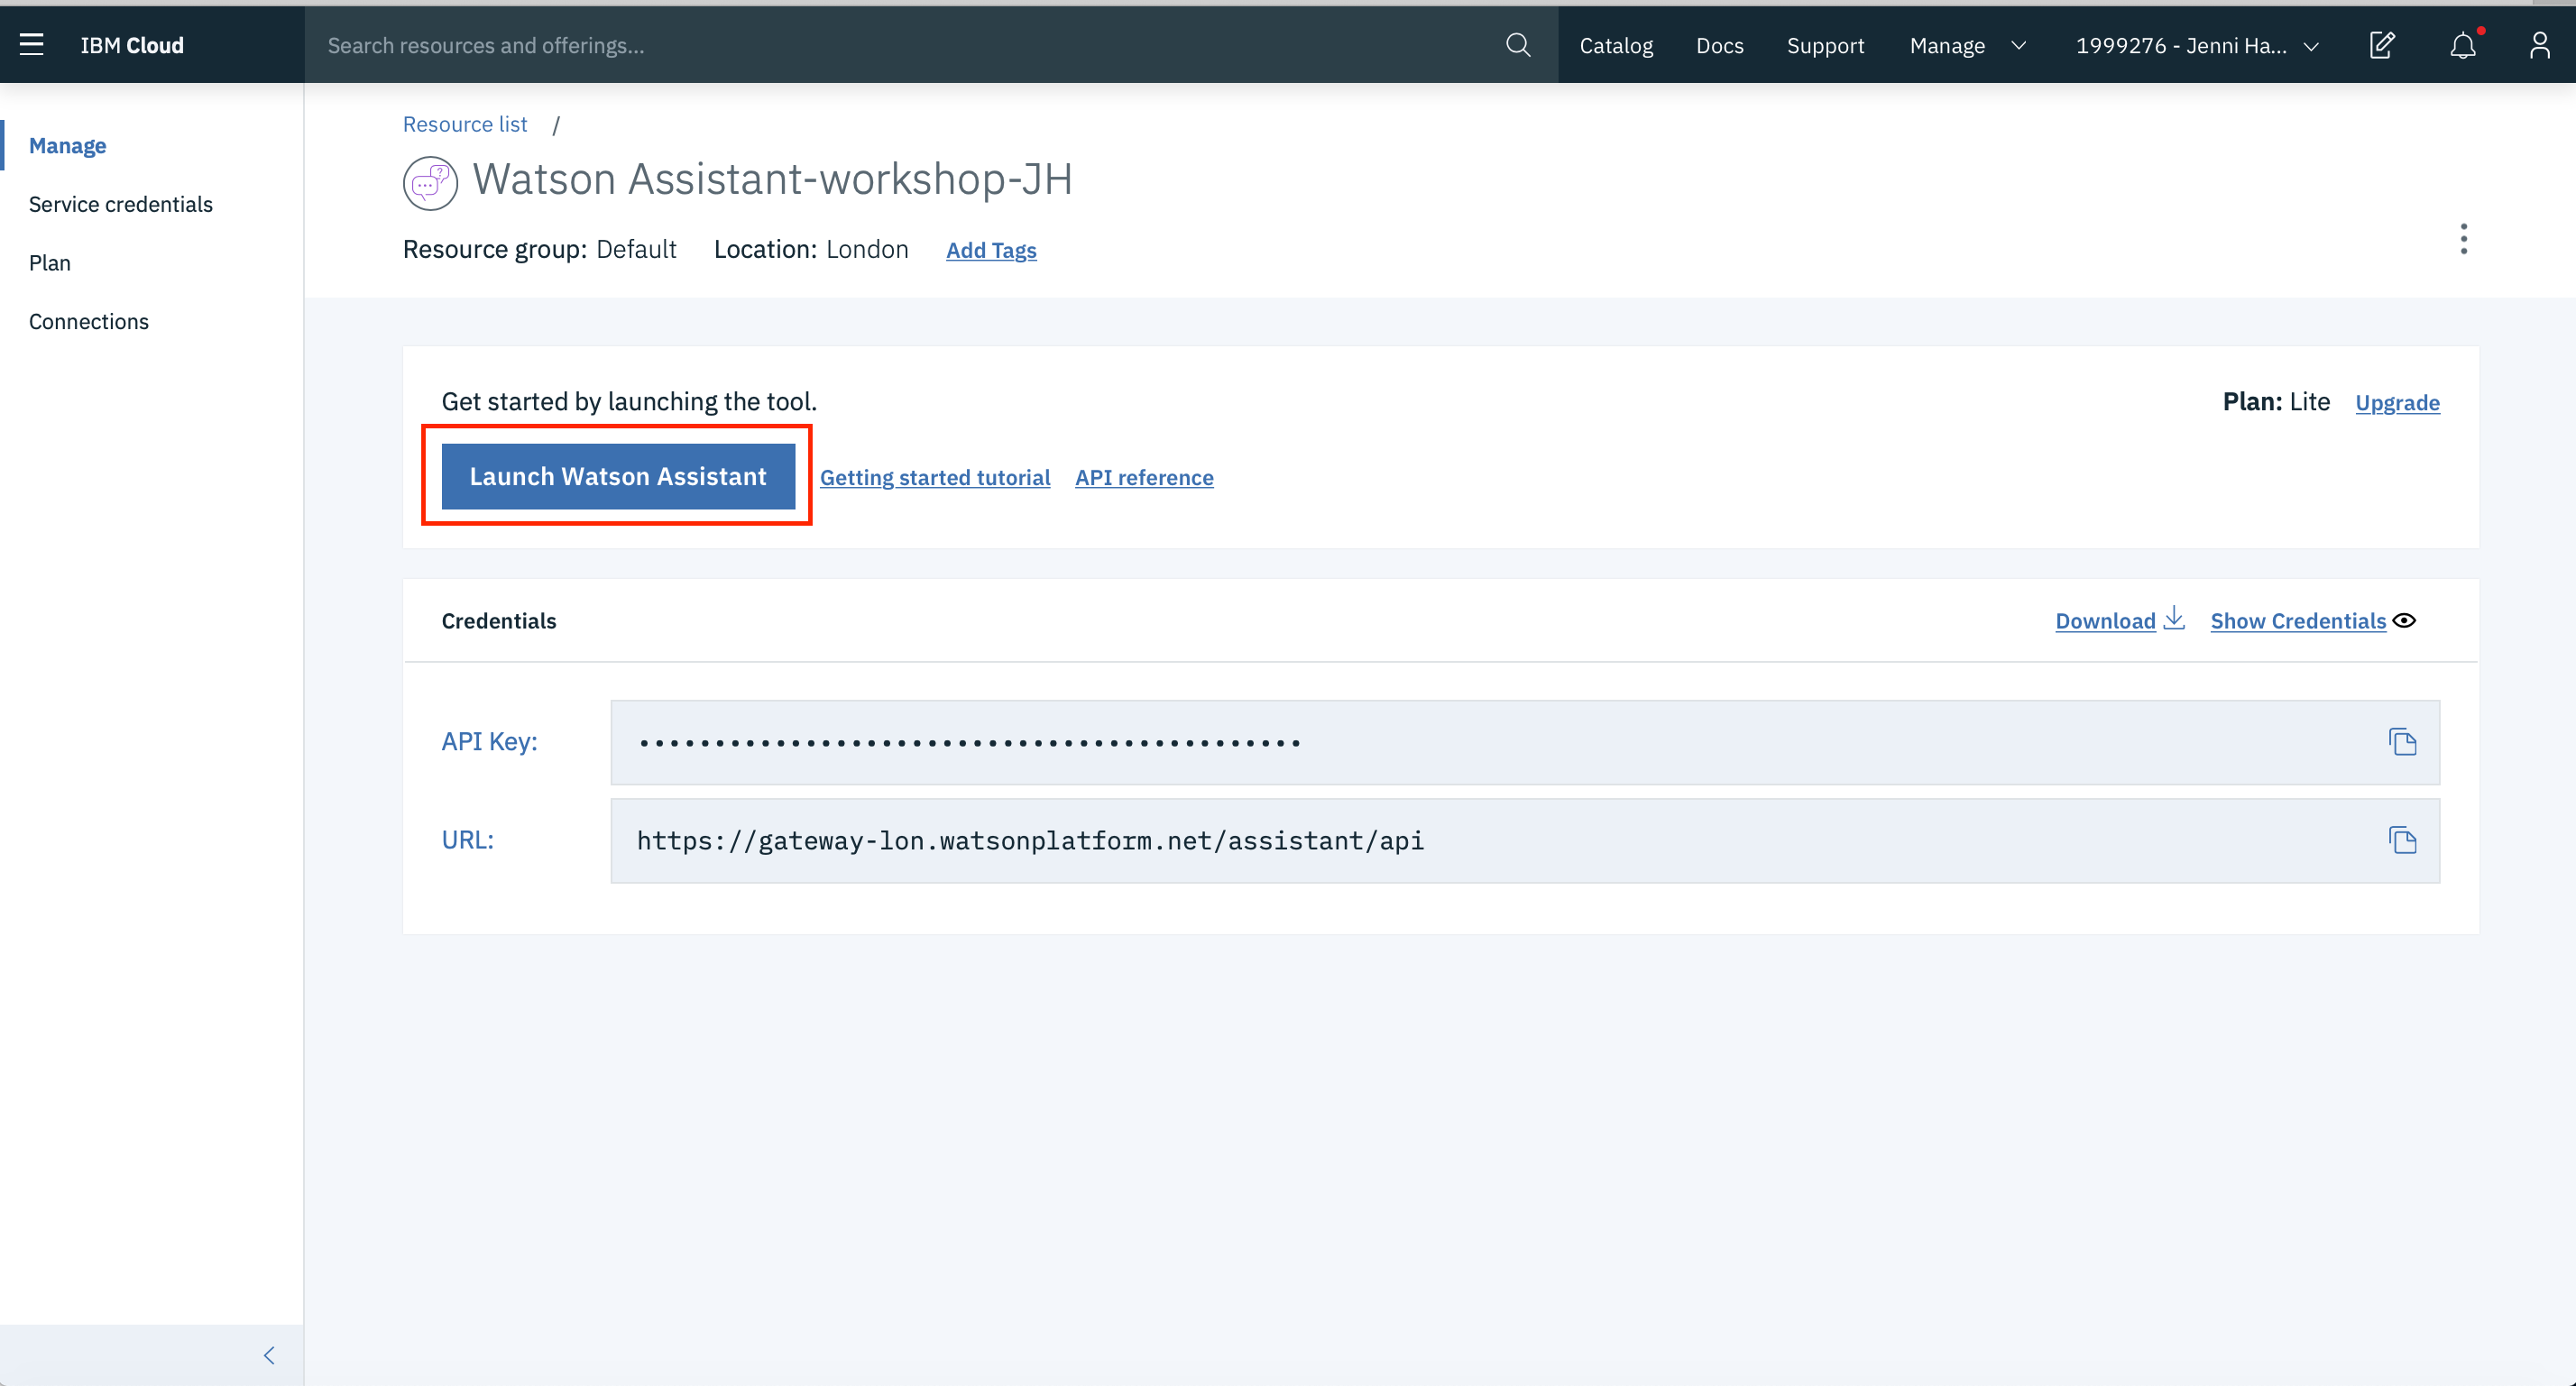 IBM Cloud
Search resources and offerings...
Catalog
Docs
Support
Manage
1999276 - Jenni Ha...
Manage
Service credentials
Plan
Connections
Resource list /
Watson Assistant-workshop-JH
Resource group: Default Location: London Add Tags
Get started by launching the tool.
Plan: Lite Upgrade
Launch Watson Assistant
Getting started tutorial
API reference
Credentials
Download
Show Credentials
API Key:
••••••••••••••••••••••••••••••••••••••••••••
URL:
https://gateway-lon.watsonplatform.net/assistant/api